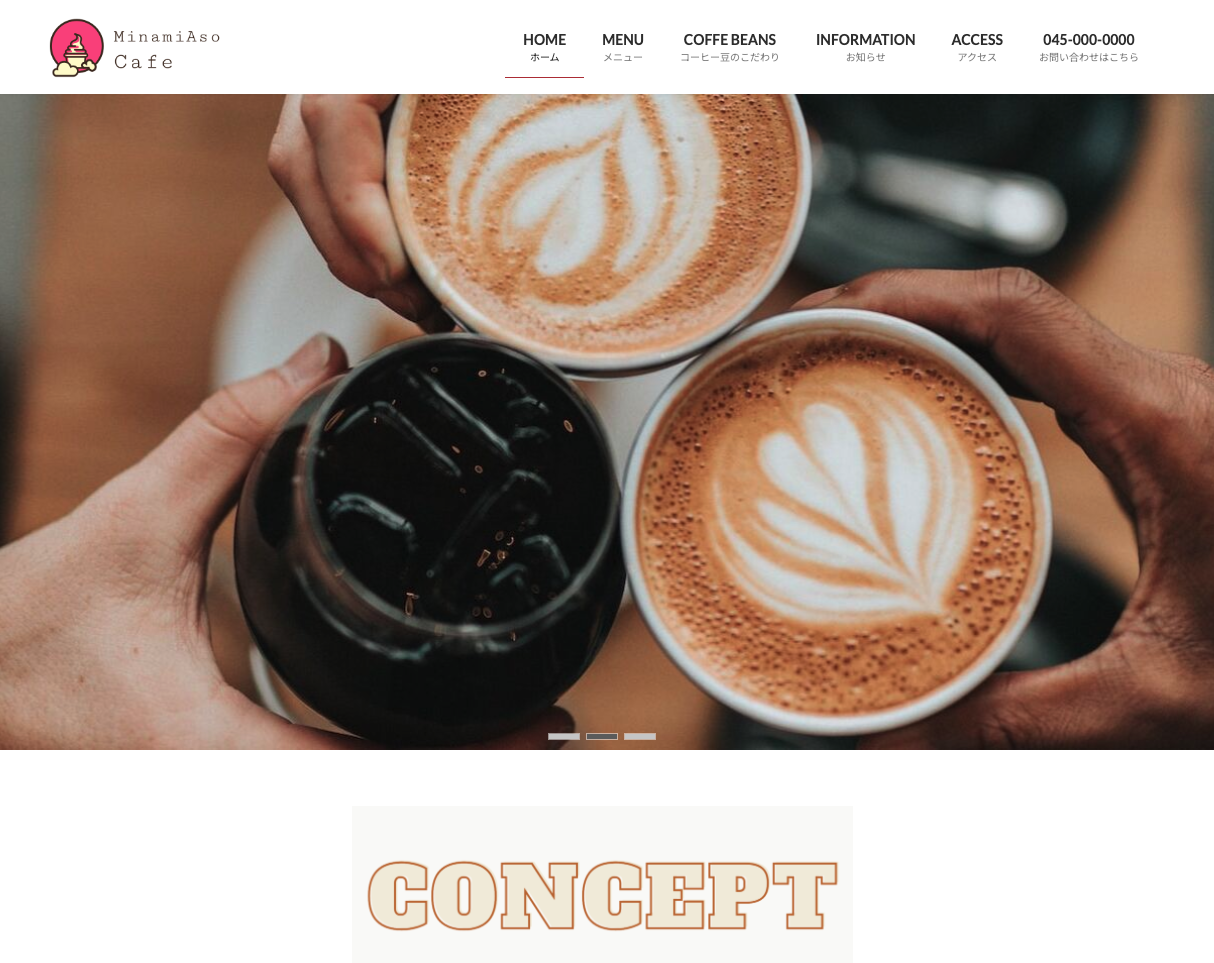 MinamiAso
Cafe
HOME
ホーム
MENU
メニュー
COFFE BEANS
コーヒー豆のこだわり
INFORMATION
お知らせ
ACCESS
アクセス
045-000-0000
お問い合わせはこちら
CONCEPT